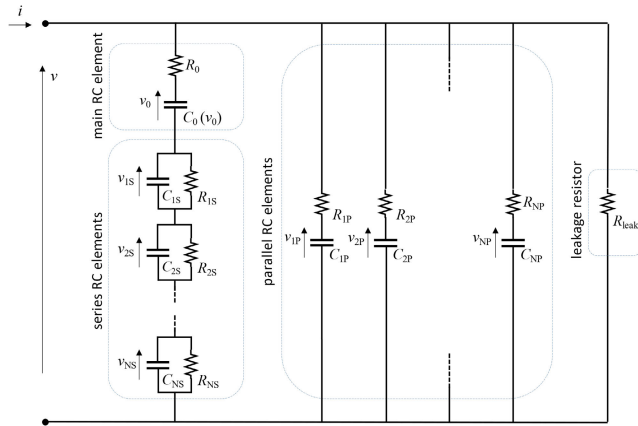 i
v
main RC element
R0
v0
C0 (v0)
series RC elements
v1S
C1S
R1S
v2S
C2S
R2S
vNS
CNS
RNS
parallel RC elements
R1P
v1P
C1P
R2P
v2P
C2P
RNP
vNP
CNP
leakage resistor
Rleak